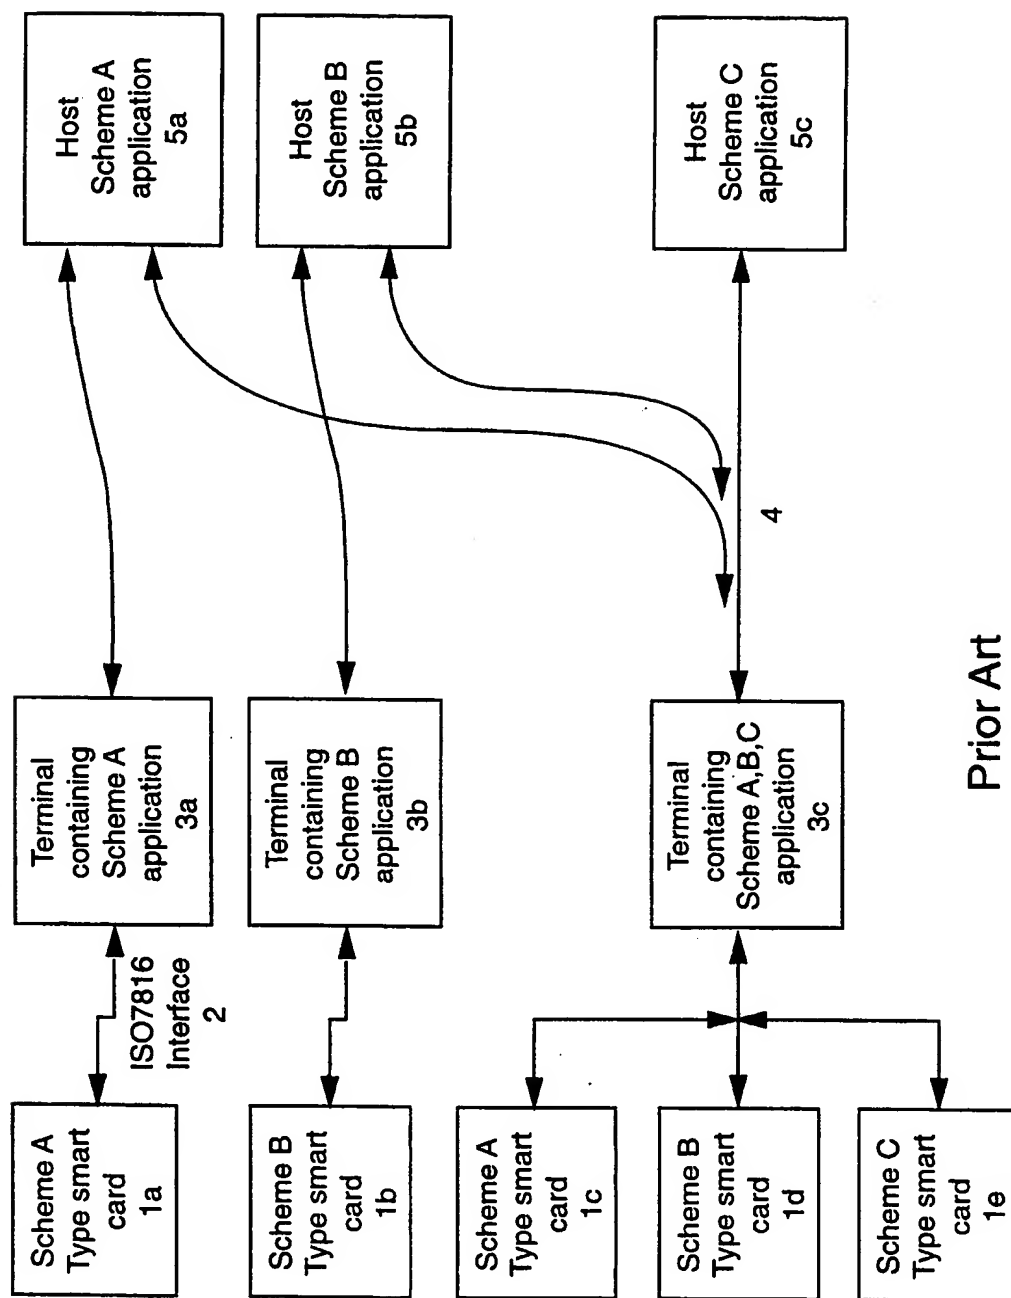 Scheme A
Type smart
card
1a
Scheme B
Type smart
card
1b
Scheme A
Type smart
card
1c
Scheme B
Type smart
card
1d
Scheme C
Type smart
card
1e
ISO7816
Interface
2
Terminal
containing
Scheme A
application
3a
Terminal
containing
Scheme B
application
3b
Terminal
containing
Scheme A,B,C
application
3c
4
Host
Scheme A
application
5a
Host
Scheme B
application
5b
Host
Scheme C
application
5c
Prior Art